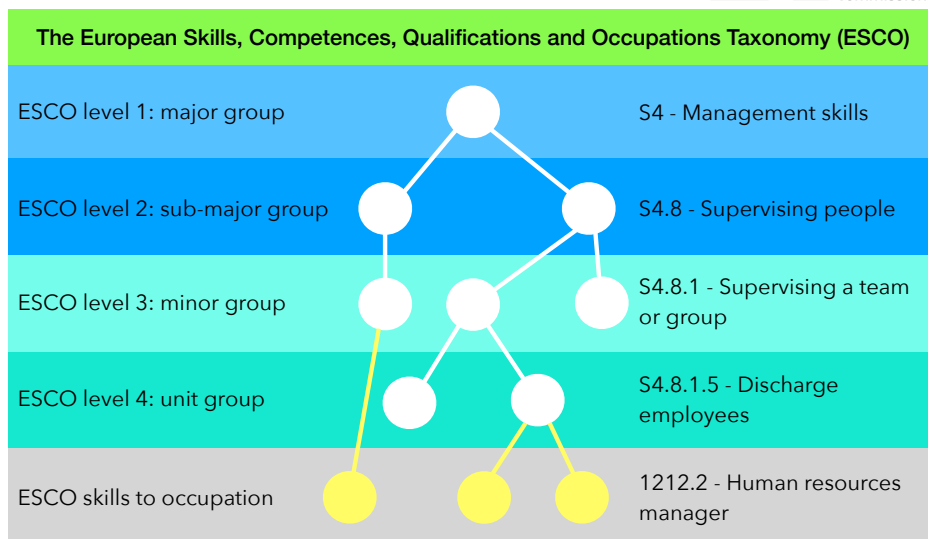 The European Skills, Competences, Qualifications and Occupations Taxonomy (ESCO)
ESCO level 1: major group
S4 - Management skills
ESCO level 2: sub-major group
S4.8 - Supervising people
ESCO level 3: minor group
S4.8.1 - Supervising a team
or group
ESCO level 4: unit group
S4.8.1.5 - Discharge
employees
ESCO skills to occupation
1212.2 - Human resources
manager